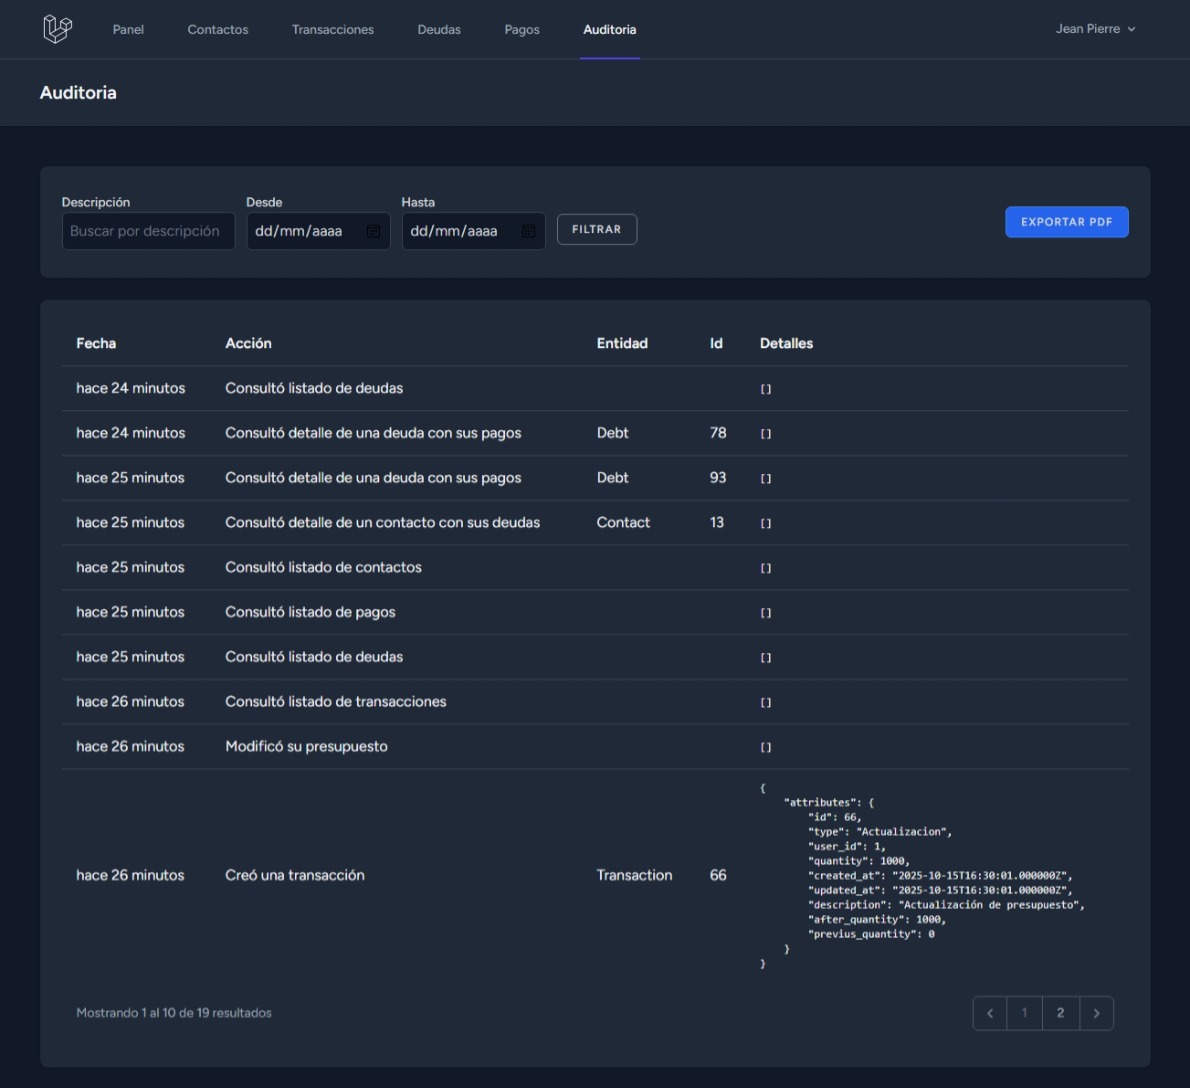 Panel Contactos Transacciones Deudas Pagos Auditoria Jean Pierre
Auditoria
Descripción Desde Hasta
Buscar por descripción dd/mm/aaaa dd/mm/aaaa FILTRAR EXPORTAR PDF
Fecha Acción Entidad Id Detalles
hace 24 minutos Consultó listado de deudas []
hace 24 minutos Consultó detalle de una deuda con sus pagos Debt 78 []
hace 25 minutos Consultó detalle de una deuda con sus pagos Debt 93 []
hace 25 minutos Consultó detalle de un contacto con sus deudas Contact 13 []
hace 25 minutos Consultó listado de contactos []
hace 25 minutos Consultó listado de pagos []
hace 25 minutos Consultó listado de deudas []
hace 26 minutos Consultó listado de transacciones []
hace 26 minutos Modificó su presupuesto []
hace 26 minutos Creó una transacción Transaction 66
{
"attributes": {
"id": 66,
"type": "Actualizacion",
"user_id": 1,
"quantity": 1000,
"created_at": "2025-10-15T16:30:01.000000Z",
"updated_at": "2025-10-15T16:30:01.000000Z",
"description": "Actualización de presupuesto",
"after_quantity": 1000,
"previus_quantity": 0
}
}
Mostrando 1 al 10 de 19 resultados < 1 2 >